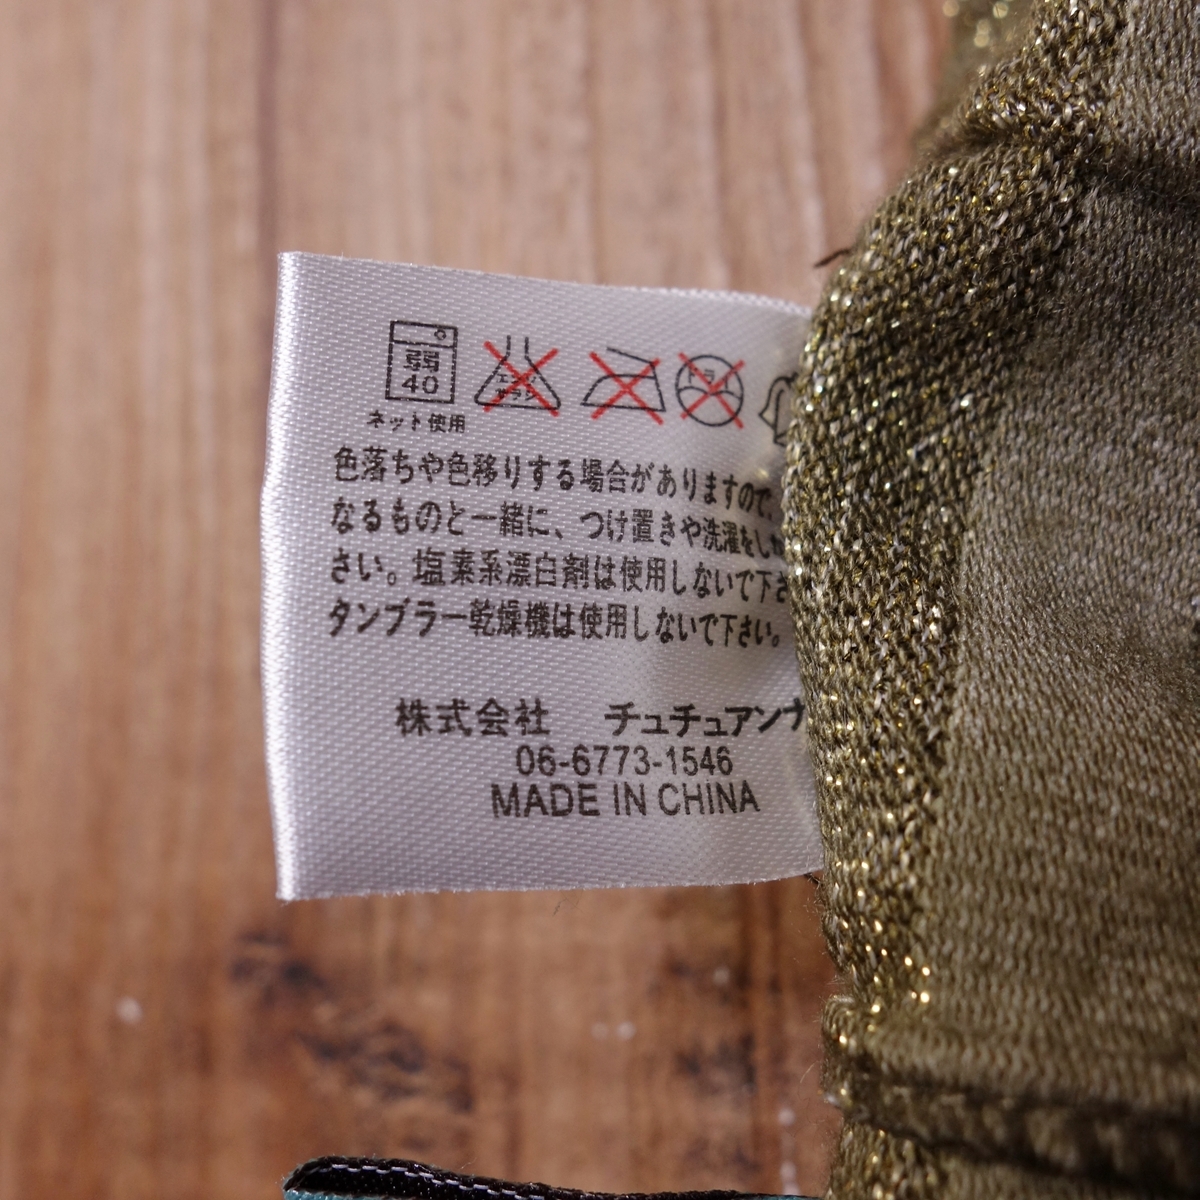 弱
40
ネット使用
色落ちや色移りする場合がありますので、
なるものと一緒に、つけ置きや洗濯をし
さい。塩素系漂白剤は使用しないで下さ
タンブラー乾燥機は使用しないで下さい。
株式会社 チュチュアンナ
06-6773-1546
MADE IN CHINA